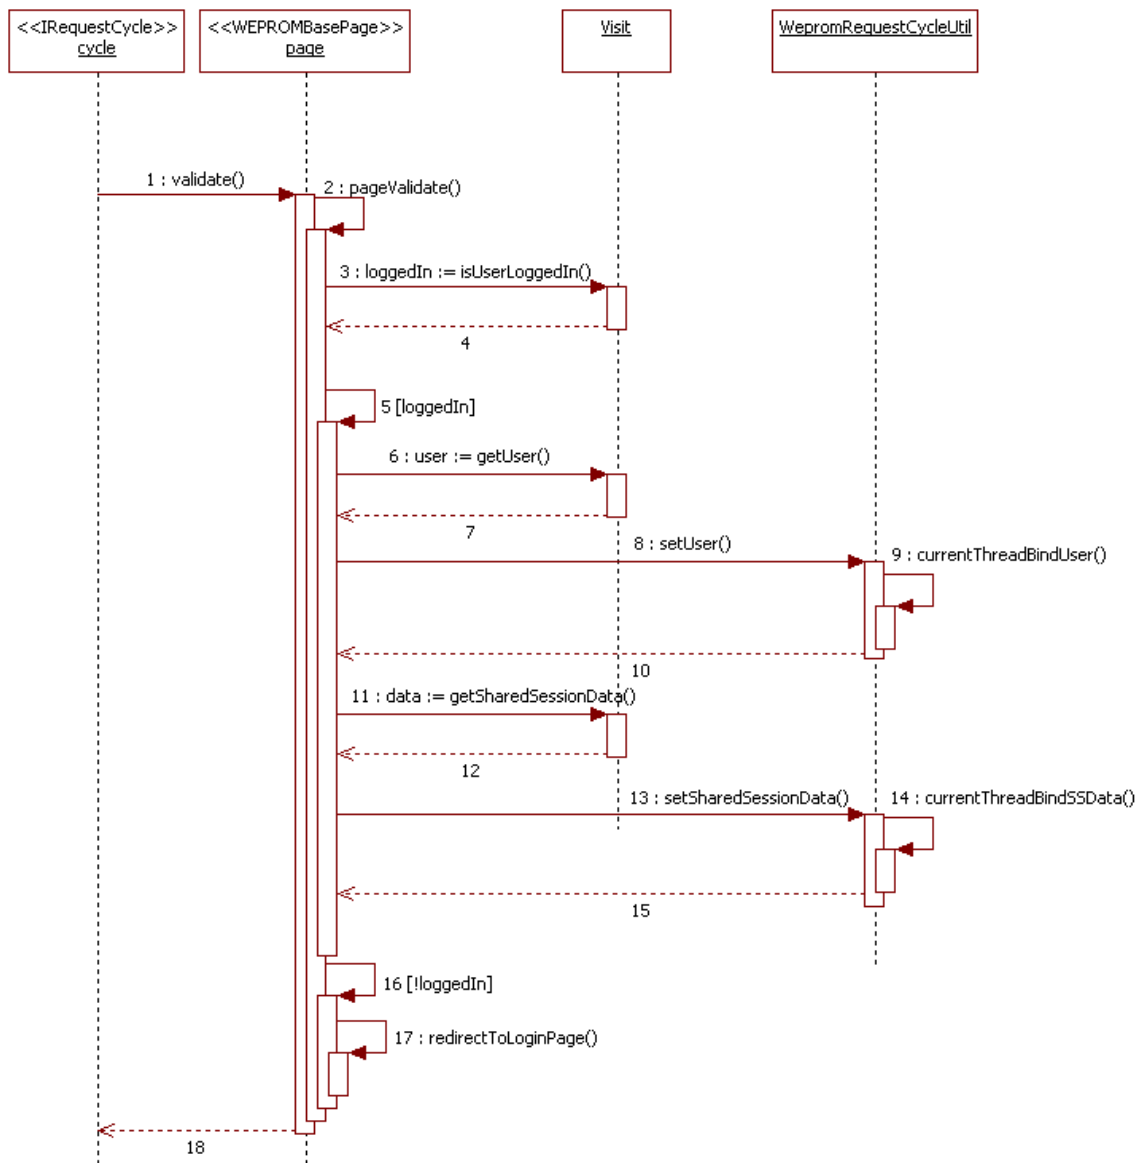 <<IRequestCycle>>
cycle
<<WEPROMBasePage>>
page
Visit
WepromRequestCycleUtil
1 : validate()
2 : pageValidate()
3 : loggedIn := isUserLoggedIn()
4
5 [loggedIn]
6 : user := getUser()
7
8 : setUser()
9 : currentThreadBindUser()
10
11 : data := getSharedSessionData()
12
13 : setSharedSessionData()
14 : currentThreadBindSSData()
15
16 [!loggedIn]
17 : redirectToLoginPage()
18